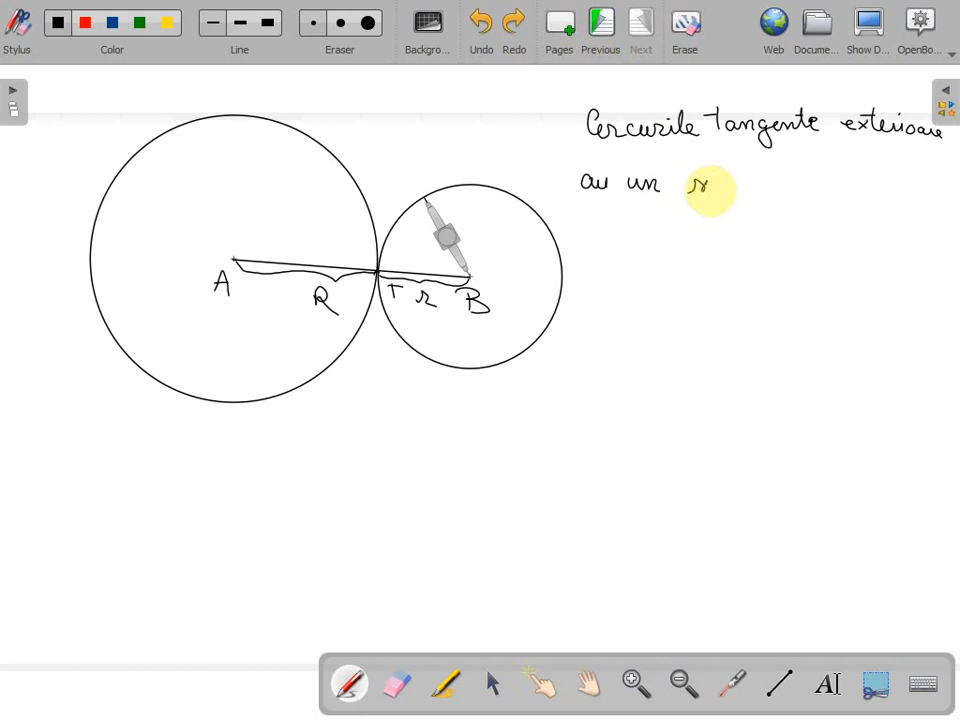 Stylus
Color
Line
Eraser
Backgro...
Undo
Redo
Pages
Previous
Next
Erase
Web
Docume...
Show D...
OpenBo...
Cercurile tangente exterioare
au un
A
R
T
r
B
AI